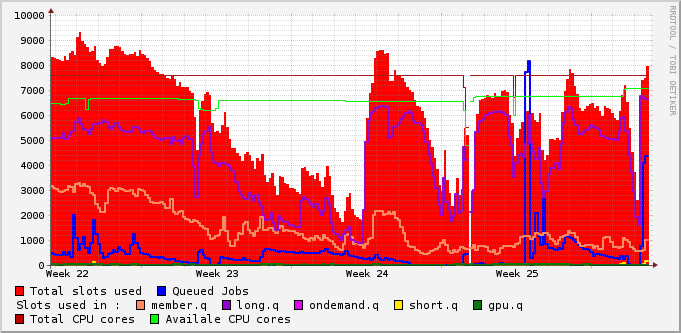 10000
9000
8000
7000
6000
5000
4000
3000
2000
1000
0
Week 22 Week 23 Week 24 Week 25
Total slots used Queued Jobs
Slots used in : member.q long.q ondemand.q short.q gpu.q
Total CPU cores Availale CPU cores
RRDTOOL / TOBI OETIKER